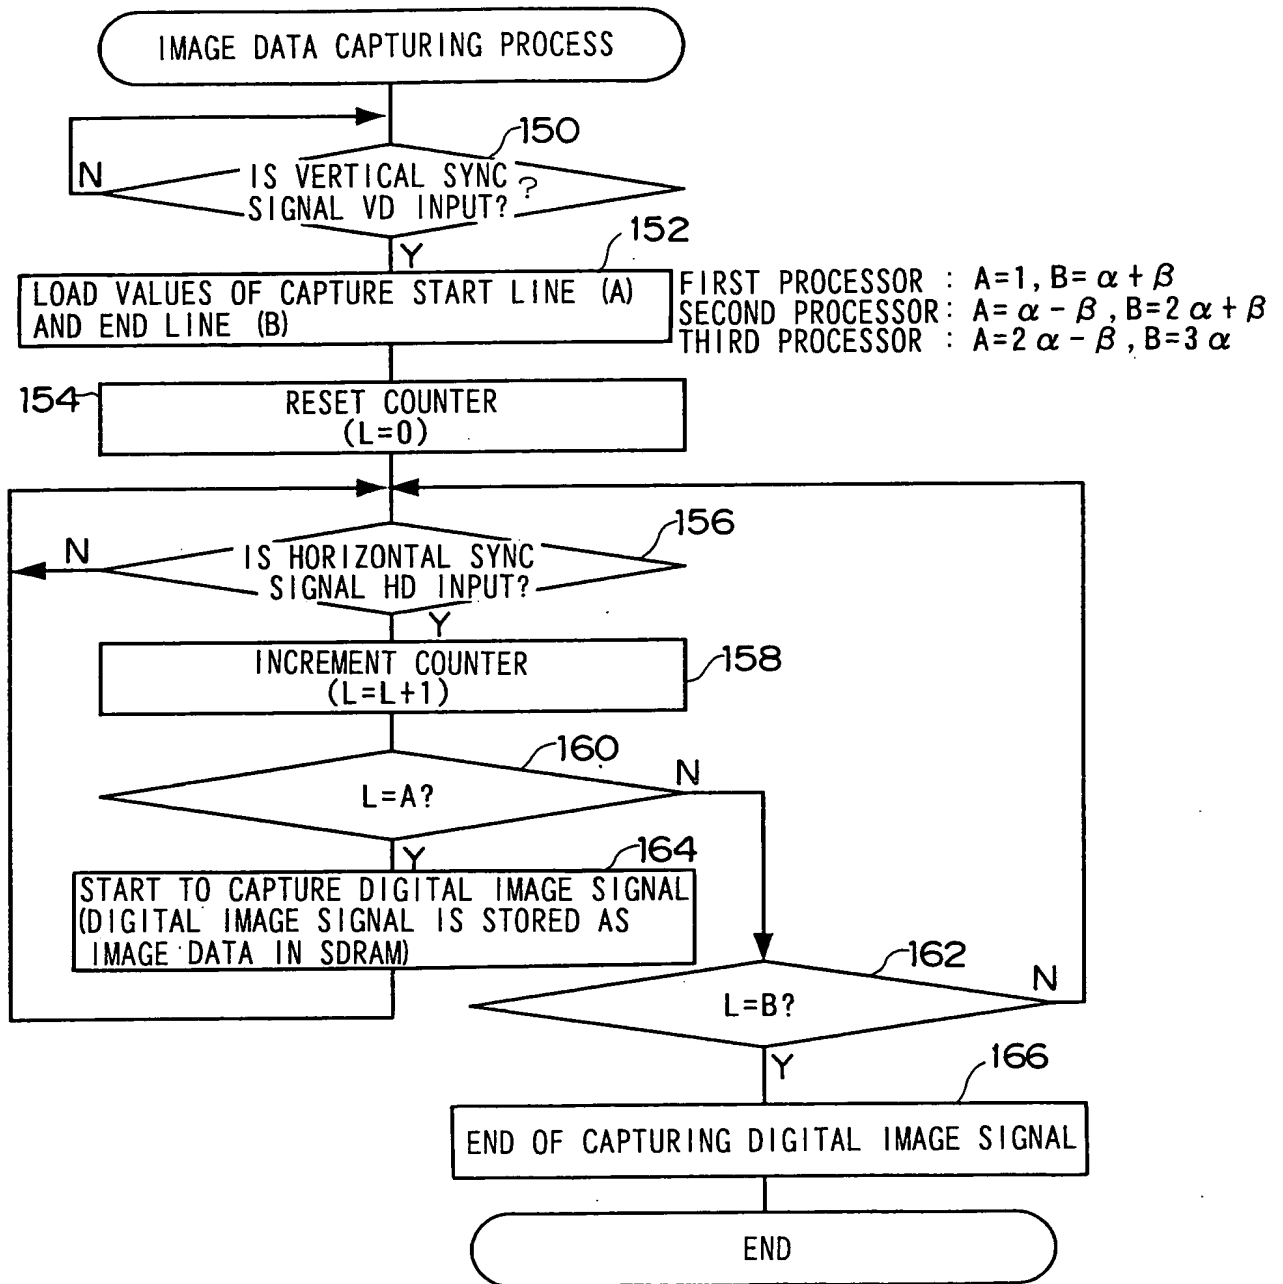 IMAGE DATA CAPTURING PROCESS
150
N
IS VERTICAL SYNC ?
SIGNAL VD INPUT?
Y
152
LOAD VALUES OF CAPTURE START LINE (A)
AND END LINE (B)
FIRST PROCESSOR : A=1, B=α+β
SECOND PROCESSOR: A=α-β, B=2α+β
THIRD PROCESSOR : A=2α-β, B=3α
154
RESET COUNTER
(L=0)
156
N
IS HORIZONTAL SYNC
SIGNAL HD INPUT?
Y
INCREMENT COUNTER
(L=L+1)
158
160
L=A?
N
Y
164
START TO CAPTURE DIGITAL IMAGE SIGNAL
(DIGITAL IMAGE SIGNAL IS STORED AS
IMAGE DATA IN SDRAM)
162
L=B?
N
Y
166
END OF CAPTURING DIGITAL IMAGE SIGNAL
END